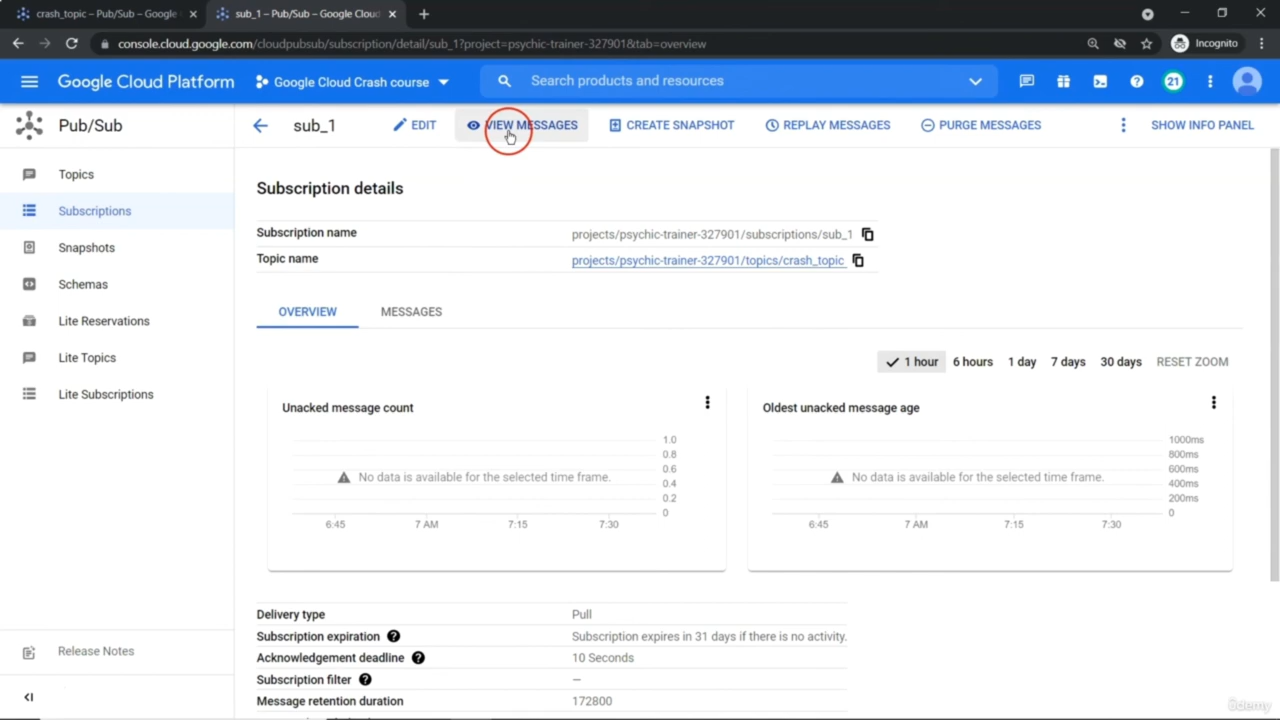 crash_topic – Pub/Sub – Google
sub_1 – Pub/Sub – Google Cloud
console.cloud.google.com/cloudpubsub/subscription/detail/sub_1?project=psychic-trainer-327901&tab=overview
Incognito
Google Cloud Platform
Google Cloud Crash course
Search products and resources
21
Pub/Sub
sub_1
EDIT
VIEW MESSAGES
CREATE SNAPSHOT
REPLAY MESSAGES
PURGE MESSAGES
SHOW INFO PANEL
Topics
Subscriptions
Snapshots
Schemas
Lite Reservations
Lite Topics
Lite Subscriptions
Release Notes
Subscription details
Subscription name projects/psychic-trainer-327901/subscriptions/sub_1
Topic name projects/psychic-trainer-327901/topics/crash_topic
OVERVIEW MESSAGES
1 hour 6 hours 1 day 7 days 30 days RESET ZOOM
Unacked message count
1.0
0.8
0.6
No data is available for the selected time frame.
0.4
0.2
0
6:45 7 AM 7:15 7:30
Oldest unacked message age
1000ms
800ms
600ms
No data is available for the selected time frame.
400ms
200ms
0
6:45 7 AM 7:15 7:30
Delivery type Pull
Subscription expiration Subscription expires in 31 days if there is no activity.
Acknowledgement deadline 10 Seconds
Subscription filter —
Message retention duration 172800
ûdemy